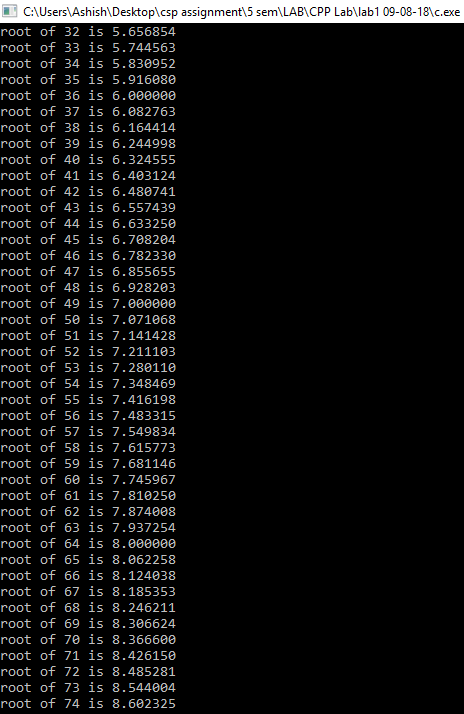 C:\Users\Ashish\Desktop\csp assignment\5 sem\LAB\CPP Lab\lab1 09-08-18\c.exe
root of 32 is 5.656854
root of 33 is 5.744563
root of 34 is 5.830952
root of 35 is 5.916080
root of 36 is 6.000000
root of 37 is 6.082763
root of 38 is 6.164414
root of 39 is 6.244998
root of 40 is 6.324555
root of 41 is 6.403124
root of 42 is 6.480741
root of 43 is 6.557439
root of 44 is 6.633250
root of 45 is 6.708204
root of 46 is 6.782330
root of 47 is 6.855655
root of 48 is 6.928203
root of 49 is 7.000000
root of 50 is 7.071068
root of 51 is 7.141428
root of 52 is 7.211103
root of 53 is 7.280110
root of 54 is 7.348469
root of 55 is 7.416198
root of 56 is 7.483315
root of 57 is 7.549834
root of 58 is 7.615773
root of 59 is 7.681146
root of 60 is 7.745967
root of 61 is 7.810250
root of 62 is 7.874008
root of 63 is 7.937254
root of 64 is 8.000000
root of 65 is 8.062258
root of 66 is 8.124038
root of 67 is 8.185353
root of 68 is 8.246211
root of 69 is 8.306624
root of 70 is 8.366600
root of 71 is 8.426150
root of 72 is 8.485281
root of 73 is 8.544004
root of 74 is 8.602325